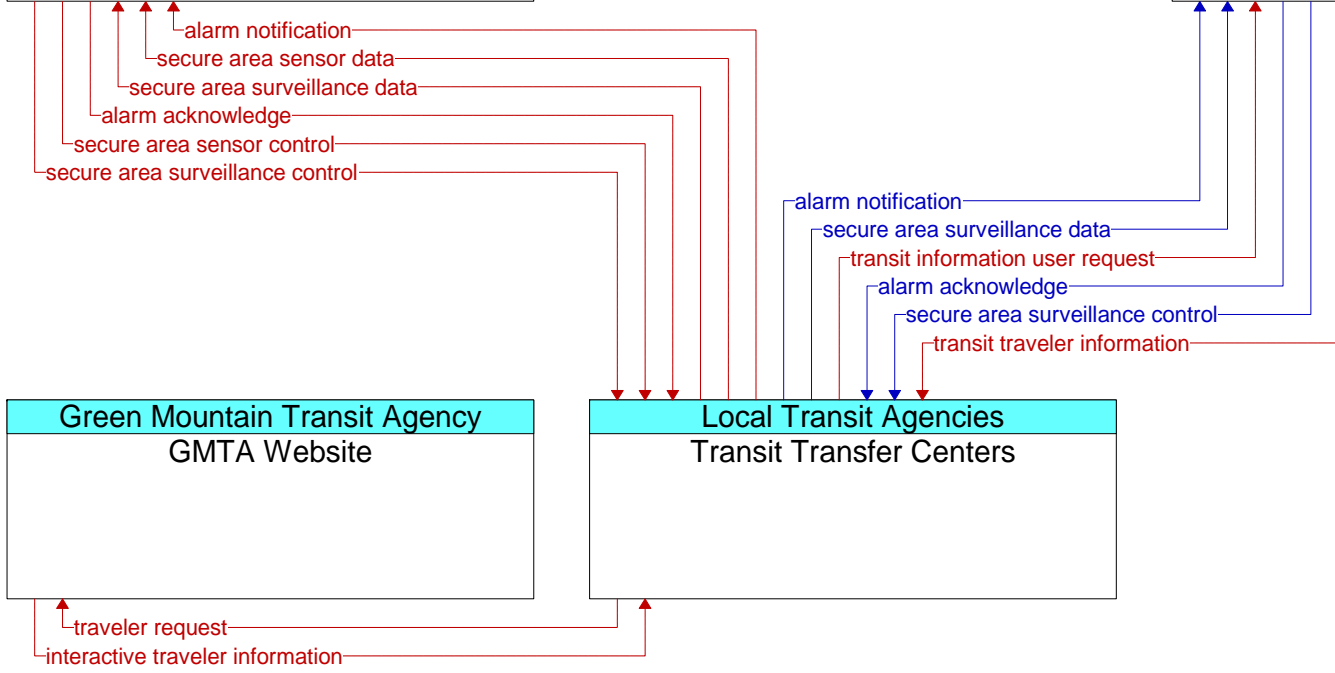 alarm notification
secure area sensor data
secure area surveillance data
alarm acknowledge
secure area sensor control
secure area surveillance control
alarm notification
secure area surveillance data
transit information user request
alarm acknowledge
secure area surveillance control
transit traveler information
Green Mountain Transit Agency
GMTA Website
Local Transit Agencies
Transit Transfer Centers
traveler request
interactive traveler information